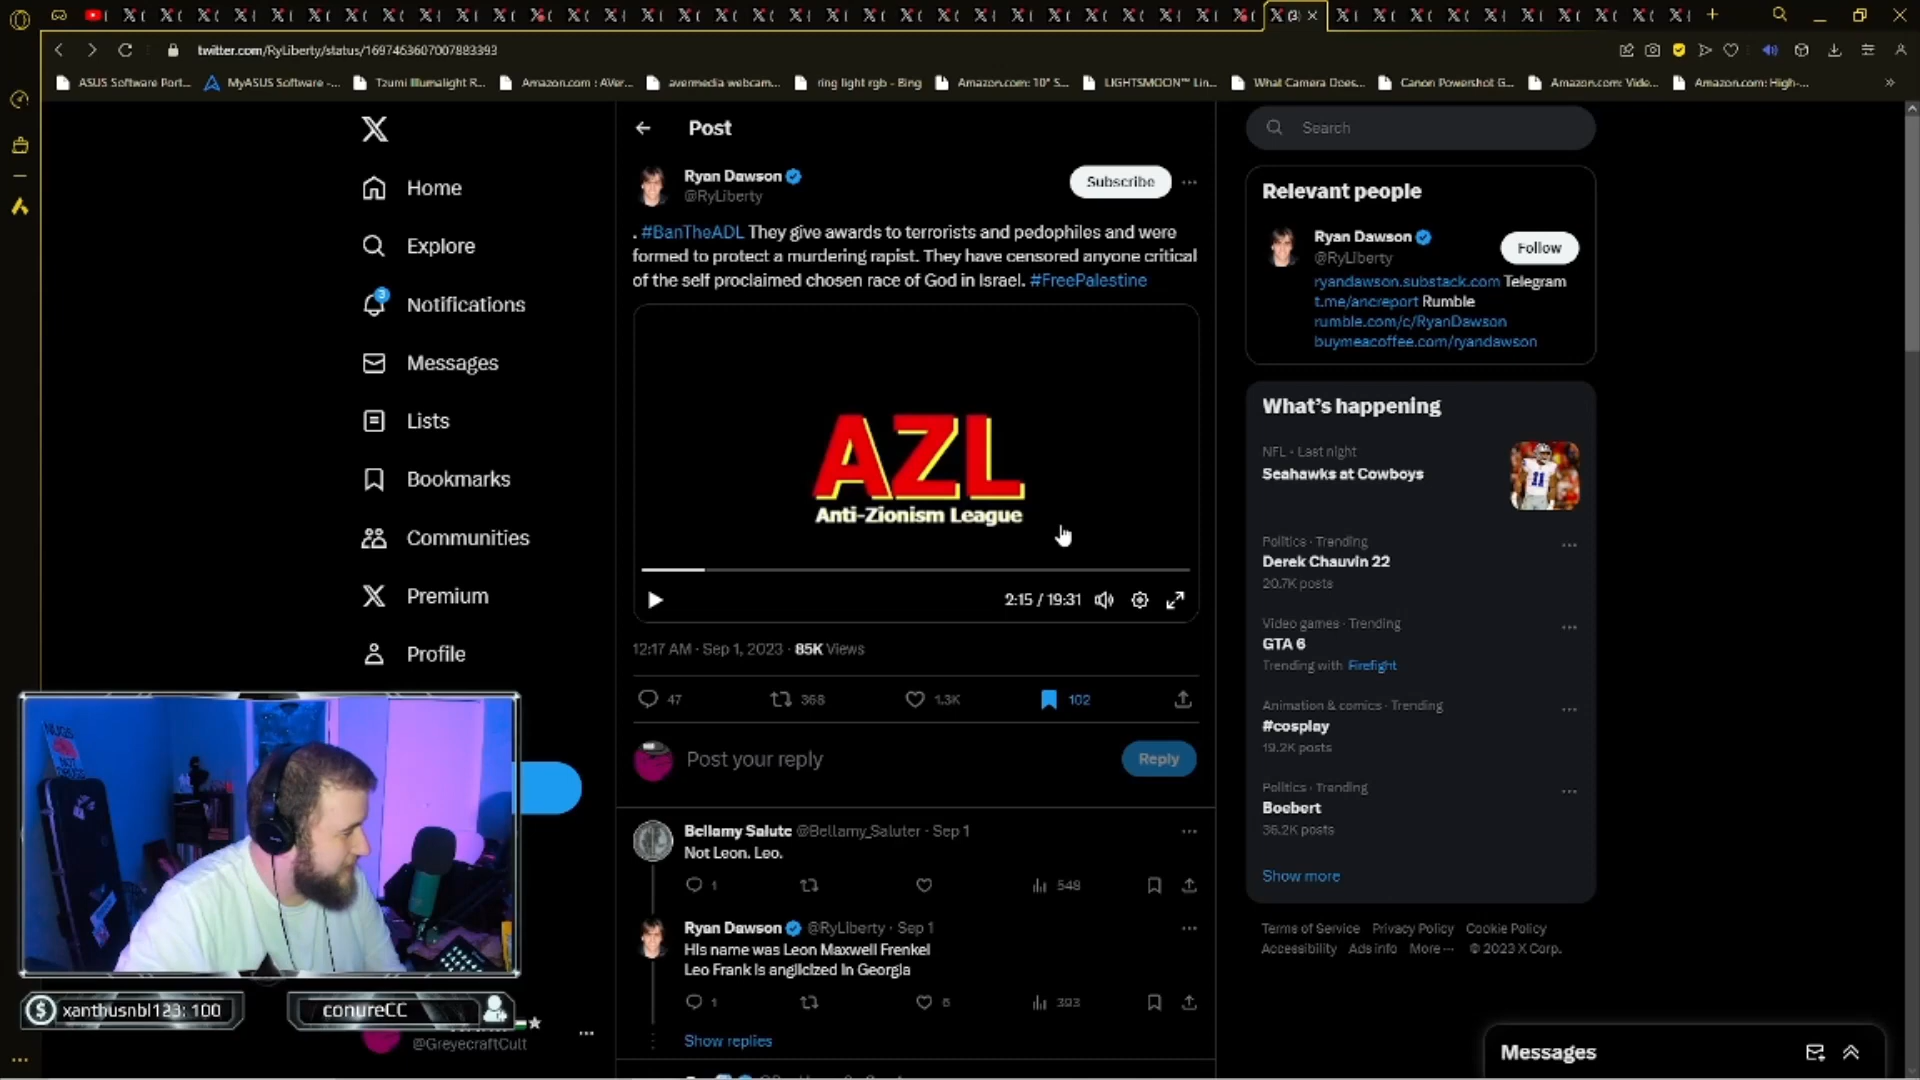 twitter.com/RyLiberty/status/1697463607007883393
ASUS Software Port...
MyASUS Software -...
Tzumi Illumalight R...
Amazon.com : AVer...
avermedia webcam...
ring light rgb - Bing
Amazon.com: 10" S...
LIGHTSMOON™ Lin...
What Camera Does...
Canon Powershot G...
Amazon.com: Vide...
Amazon.com: High-...
Home
Explore
3
Notifications
Messages
Lists
Bookmarks
Communities
Premium
Profile
@GreyecraftCult
Post
Ryan Dawson
@RyLiberty
Subscribe
. #BanTheADL They give awards to terrorists and pedophiles and were
formed to protect a murdering rapist. They have censored anyone critical
of the self proclaimed chosen race of God in Israel. #FreePalestine
AZL
Anti-Zionism League
2:15 / 19:31
12:17 AM · Sep 1, 2023 · 85K Views
47
368
1.3K
102
Post your reply
Reply
Bellamy Salute @Bellamy_Saluter · Sep 1
Not Leon. Leo.
1
548
Ryan Dawson @RyLiberty · Sep 1
His name was Leon Maxwell Frenkel
Leo Frank is anglicized in Georgia
1
6
393
Show replies
Search
Relevant people
Ryan Dawson
@RyLiberty
Follow
ryandawson.substack.com Telegram
t.me/ancreport Rumble
rumble.com/c/RyanDawson
buymeacoffee.com/ryandawson
What's happening
NFL · Last night
Seahawks at Cowboys
11
Politics · Trending
Derek Chauvin 22
20.7K posts
Video games · Trending
GTA 6
Trending with Firefight
Animation & comics · Trending
#cosplay
19.2K posts
Politics · Trending
Boebert
36.2K posts
Show more
Terms of Service Privacy Policy Cookie Policy
Accessibility Ads info More ··· © 2023 X Corp.
Messages
NUGS
NOT
xanthusnbl123: 100
conureCC